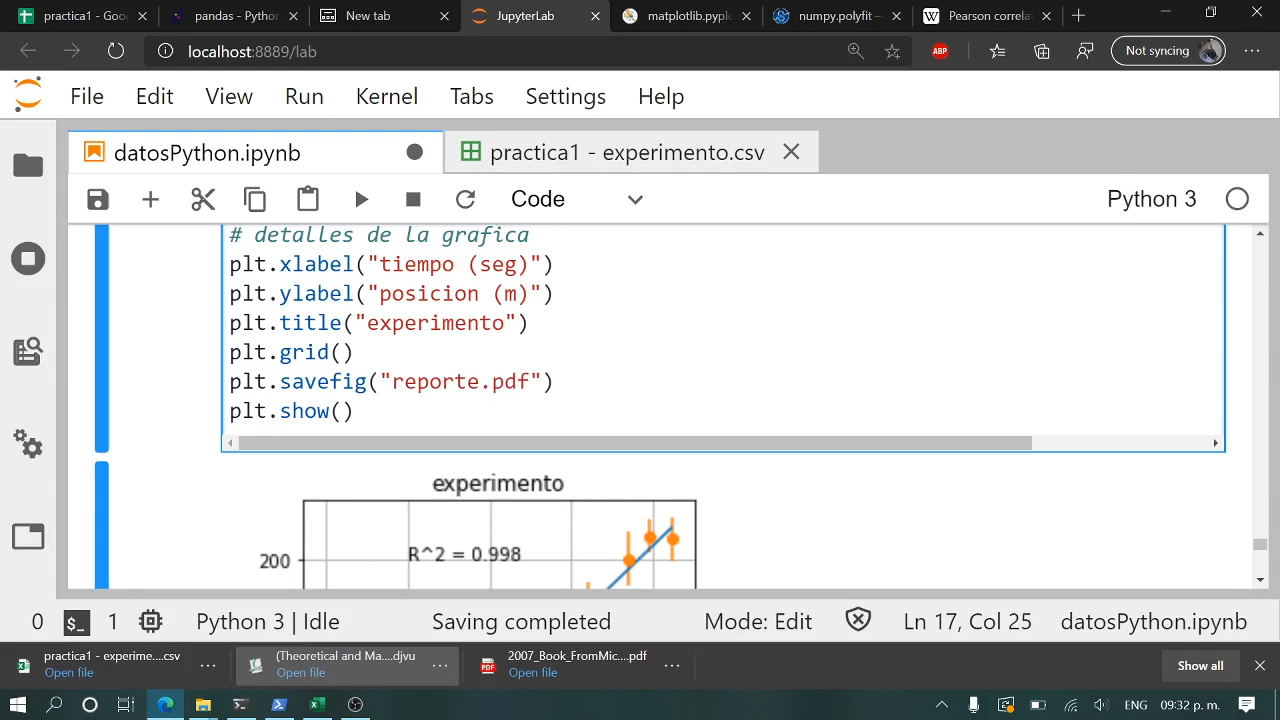 practica1 - Goo
pandas - Python
New tab
JupyterLab
matplotlib.pyplo
numpy.polyfit —
Pearson correlat
localhost:8889/lab
ABP
Not syncing
File Edit View Run Kernel Tabs Settings Help
datosPython.ipynb
practica1 - experimento.csv
Code
Python 3
# detalles de la grafica
plt.xlabel("tiempo (seg)")
plt.ylabel("posicion (m)")
plt.title("experimento")
plt.grid()
plt.savefig("reporte.pdf")
plt.show()
experimento
R^2 = 0.998
200
0 $_ 1 Python 3 | Idle Saving completed Mode: Edit Ln 17, Col 25 datosPython.ipynb
practica1 - experime....csv
Open file
(Theoretical and Ma....djvu
Open file
PDF
2007_Book_FromMic....pdf
Open file
Show all
ENG 09:32 p. m.